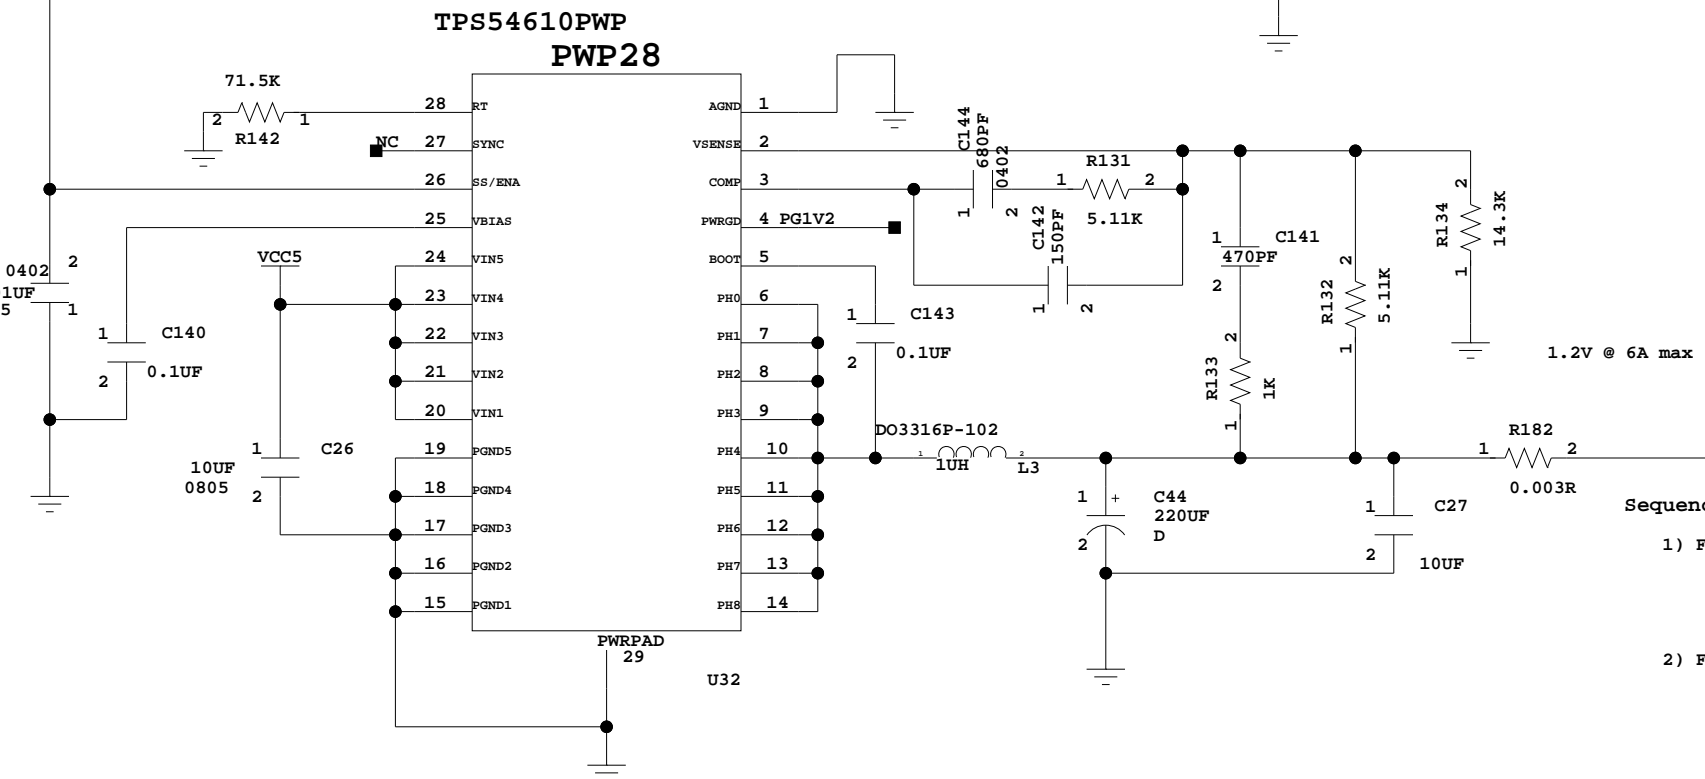 TPS54610PWP
PWP28
71.5K
2
1
R142
NC
28
RT
27
SYNC
26
SS/ENA
25
VBIAS
24
VIN5
23
VIN4
22
VIN3
21
VIN2
20
VIN1
19
PGND5
18
PGND4
17
PGND3
16
PGND2
15
PGND1
AGND
1
VSENSE
2
COMP
3
PWRGD
4
PG1V2
BOOT
5
PH0
6
PH1
7
PH2
8
PH3
9
PH4
10
PH5
11
PH6
12
PH7
13
PH8
14
PWRPAD
29
U32
VCC5
0402
2
1UF
5
1
1
C140
2
0.1UF
1
C26
10UF
0805
2
C144
680PF
0402
1
2
R131
1
2
5.11K
C142
150PF
1
2
1
C143
0.1UF
2
1
C141
470PF
2
2
R133
1K
1
2
R132
5.11K
1
2
R134
14.3K
1
DO3316P-102
1
2
1UH
L3
1
+
C44
220UF
2
D
1
C27
2
10UF
1.2V @ 6A max
R182
1
2
0.003R
Sequenc
1) F
2) F